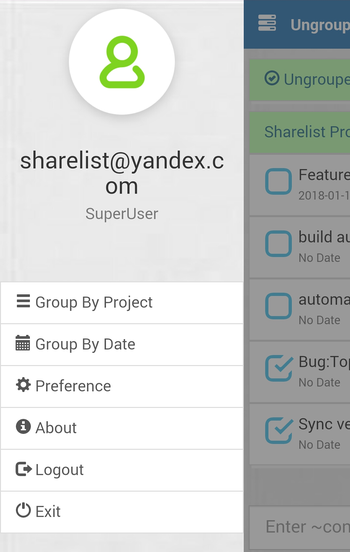 sharelist@yandex.c
om
SuperUser
Group By Project
Group By Date
Preference
About
Logout
Exit
Ungroup
Ungroupe
Sharelist Pro
Feature
2018-01-1
build au
No Date
automa
No Date
Bug:Top
No Date
Sync ve
No Date
Enter ~con